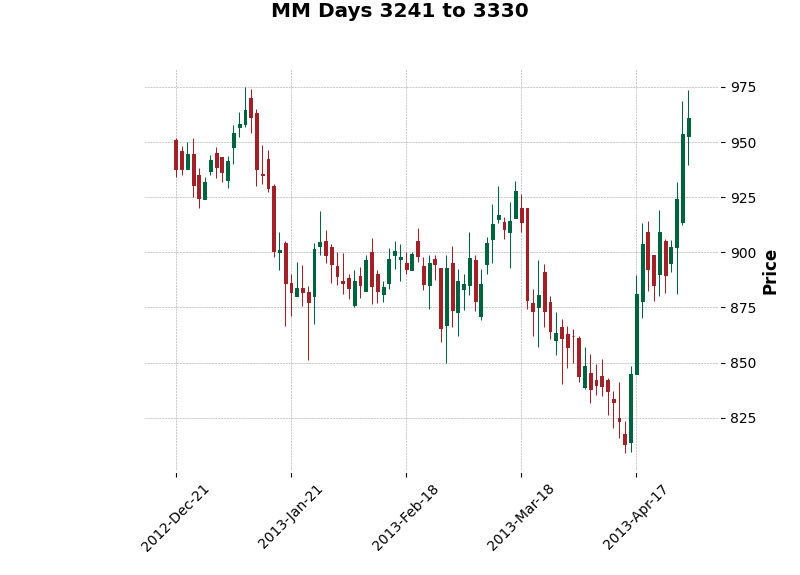 MM Days 3241 to 3330
975
950
925
900
875
850
825
Price
2012-Dec-21
2013-Jan-21
2013-Feb-18
2013-Mar-18
2013-Apr-17